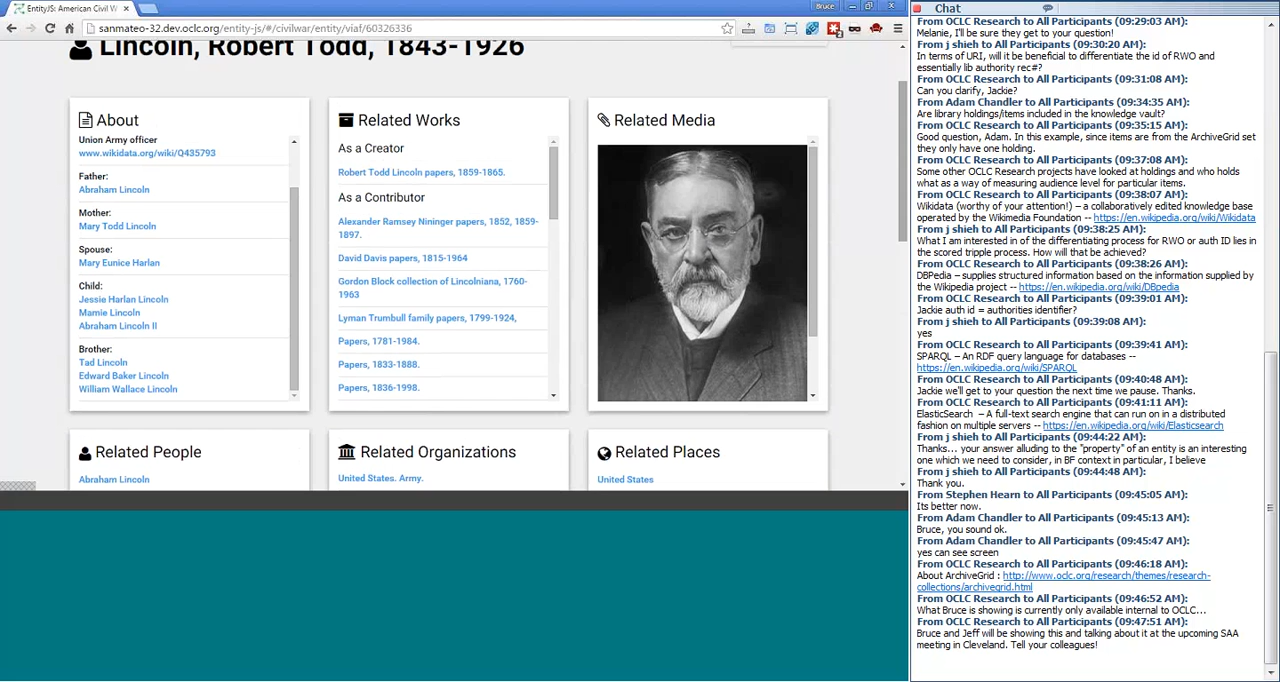 EntityJS: American Civil W
Bruce
sanmateo-32.dev.oclc.org/entity-js/#/civilwar/entity/viaf/60326336
Lincoln, Robert Todd, 1843-1926
About
Union Army officer
www.wikidata.org/wiki/Q435793
Father:
Abraham Lincoln
Mother:
Mary Todd Lincoln
Spouse:
Mary Eunice Harlan
Child:
Jessie Harlan Lincoln
Mamie Lincoln
Abraham Lincoln II
Brother:
Tad Lincoln
Edward Baker Lincoln
William Wallace Lincoln
Related Works
As a Creator
Robert Todd Lincoln papers, 1859-1865.
As a Contributor
Alexander Ramsey Nininger papers, 1852, 1859-
1897.
David Davis papers, 1815-1964
Gordon Block collection of Lincolniana, 1760-
1963
Lyman Trumbull family papers, 1799-1924,
Papers, 1781-1984.
Papers, 1833-1888.
Papers, 1836-1998.
Related Media
Related People
Abraham Lincoln
Related Organizations
United States. Army.
Related Places
United States
Chat
From OCLC Research to All Participants (09:29:03 AM):
Melanie, I'll be sure they get to your question!
From j shieh to All Participants (09:30:20 AM):
In terms of URI, will it be beneficial to differentiate the id of RWO and
essentially lib authority rec#?
From OCLC Research to All Participants (09:31:08 AM):
Can you clarify, Jackie?
From Adam Chandler to All Participants (09:34:35 AM):
Are library holdings/items included in the knowledge vault?
From OCLC Research to All Participants (09:35:15 AM):
Good question, Adam. In this example, since items are from the ArchiveGrid set
they only have one holding.
From OCLC Research to All Participants (09:37:08 AM):
Some other OCLC Research projects have looked at holdings and who holds
what as a way of measuring audience level for particular items.
From OCLC Research to All Participants (09:38:07 AM):
Wikidata (worthy of your attention!) – a collaboratively edited knowledge base
operated by the Wikimedia Foundation -- https://en.wikipedia.org/wiki/Wikidata
From j shieh to All Participants (09:38:25 AM):
What I am interested in of the differentiating process for RWO or auth ID lies in
the scored tripple process. How will that be achieved?
From OCLC Research to All Participants (09:38:26 AM):
DBPedia – supplies structured information based on the information supplied by
the Wikipedia project -- https://en.wikipedia.org/wiki/DBpedia
From OCLC Research to All Participants (09:39:01 AM):
Jackie auth id = authorities identifier?
From j shieh to All Participants (09:39:08 AM):
yes
From OCLC Research to All Participants (09:39:41 AM):
SPARQL – An RDF query language for databases --
https://en.wikipedia.org/wiki/SPARQL
From OCLC Research to All Participants (09:40:48 AM):
Jackie we'll get to your question the next time we pause. Thanks.
From OCLC Research to All Participants (09:41:11 AM):
ElasticSearch – A full-text search engine that can run on in a distributed
fashion on multiple servers -- https://en.wikipedia.org/wiki/Elasticsearch
From j shieh to All Participants (09:44:22 AM):
Thanks... your answer alluding to the "property" of an entity is an interesting
one which we need to consider, in BF context in particular, I believe
From j shieh to All Participants (09:44:48 AM):
Thank you.
From Stephen Hearn to All Participants (09:45:05 AM):
Its better now.
From Adam Chandler to All Participants (09:45:13 AM):
Bruce, you sound ok.
From Adam Chandler to All Participants (09:45:47 AM):
yes can see screen
From OCLC Research to All Participants (09:46:18 AM):
About ArchiveGrid : http://www.oclc.org/research/themes/research-
collections/archivegrid.html
From OCLC Research to All Participants (09:46:52 AM):
What Bruce is showing is currently only available internal to OCLC...
From OCLC Research to All Participants (09:47:51 AM):
Bruce and Jeff will be showing this and talking about it at the upcoming SAA
meeting in Cleveland. Tell your colleagues!